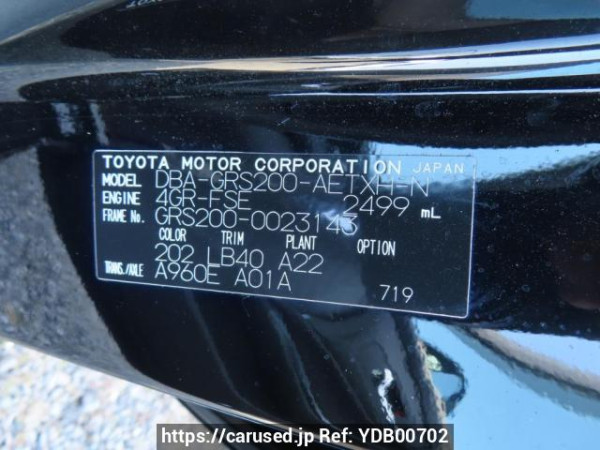 TOYOTA MOTOR CORPORATION JAPAN
MODEL DBA-GRS200-AETXH-N
ENGINE 4GR-FSE 2499 mL
FRAME No. GRS200-0023143
COLOR TRIM PLANT OPTION
202 LB40 A22
TRANS./AXLE A960E A01A
719
https://carused.jp Ref: YDB00702